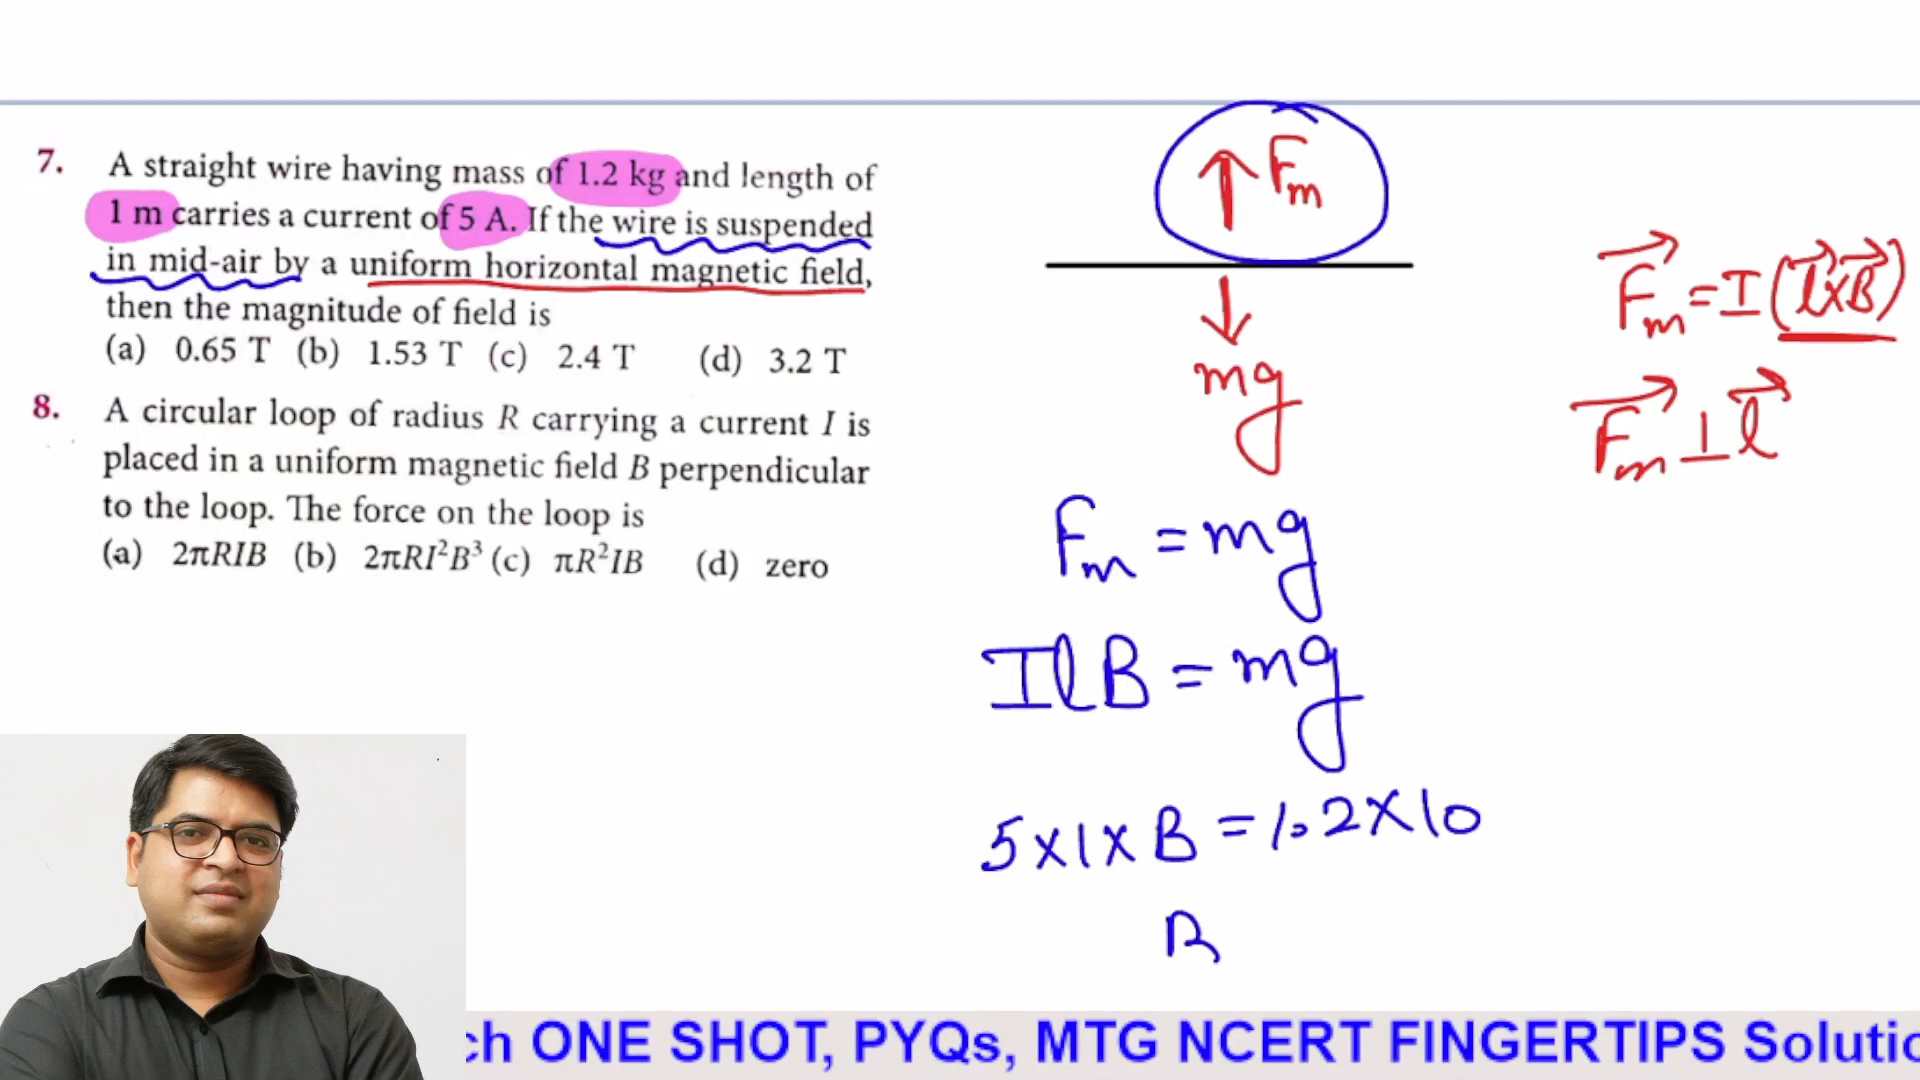 7. A straight wire having mass of 1.2 kg and length of
1 m carries a current of 5 A. If the wire is suspended
in mid-air by a uniform horizontal magnetic field,
then the magnitude of field is
(a) 0.65 T (b) 1.53 T (c) 2.4 T (d) 3.2 T
8. A circular loop of radius R carrying a current I is
placed in a uniform magnetic field B perpendicular
to the loop. The force on the loop is
(a) 2πRIB (b) 2πRI²B³ (c) πR²IB (d) zero
↑ Fm
↓
mg
F⃗m = I (l⃗ × B⃗)
F⃗m ⊥ l⃗
Fm = mg
IlB = mg
5×1×B = 1.2×10
ch ONE SHOT, PYQs, MTG NCERT FINGERTIPS Solutio